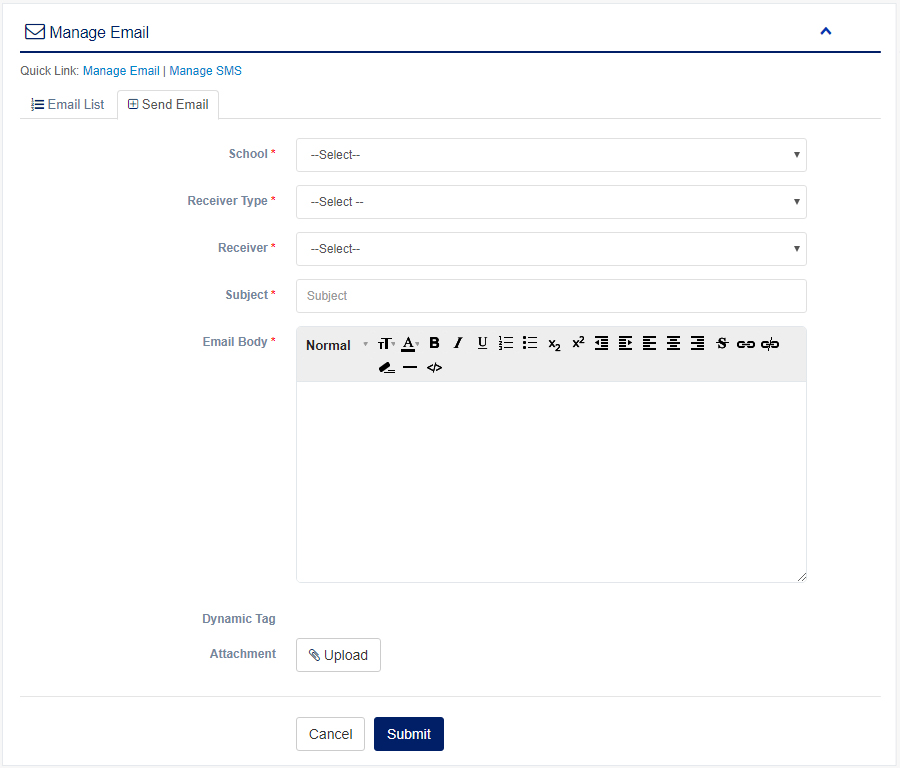 Manage Email
Quick Link: Manage Email | Manage SMS
Email List Send Email
School * --Select--
Receiver Type * --Select --
Receiver * --Select--
Subject * Subject
Email Body * Normal
Dynamic Tag
Attachment Upload
Cancel Submit